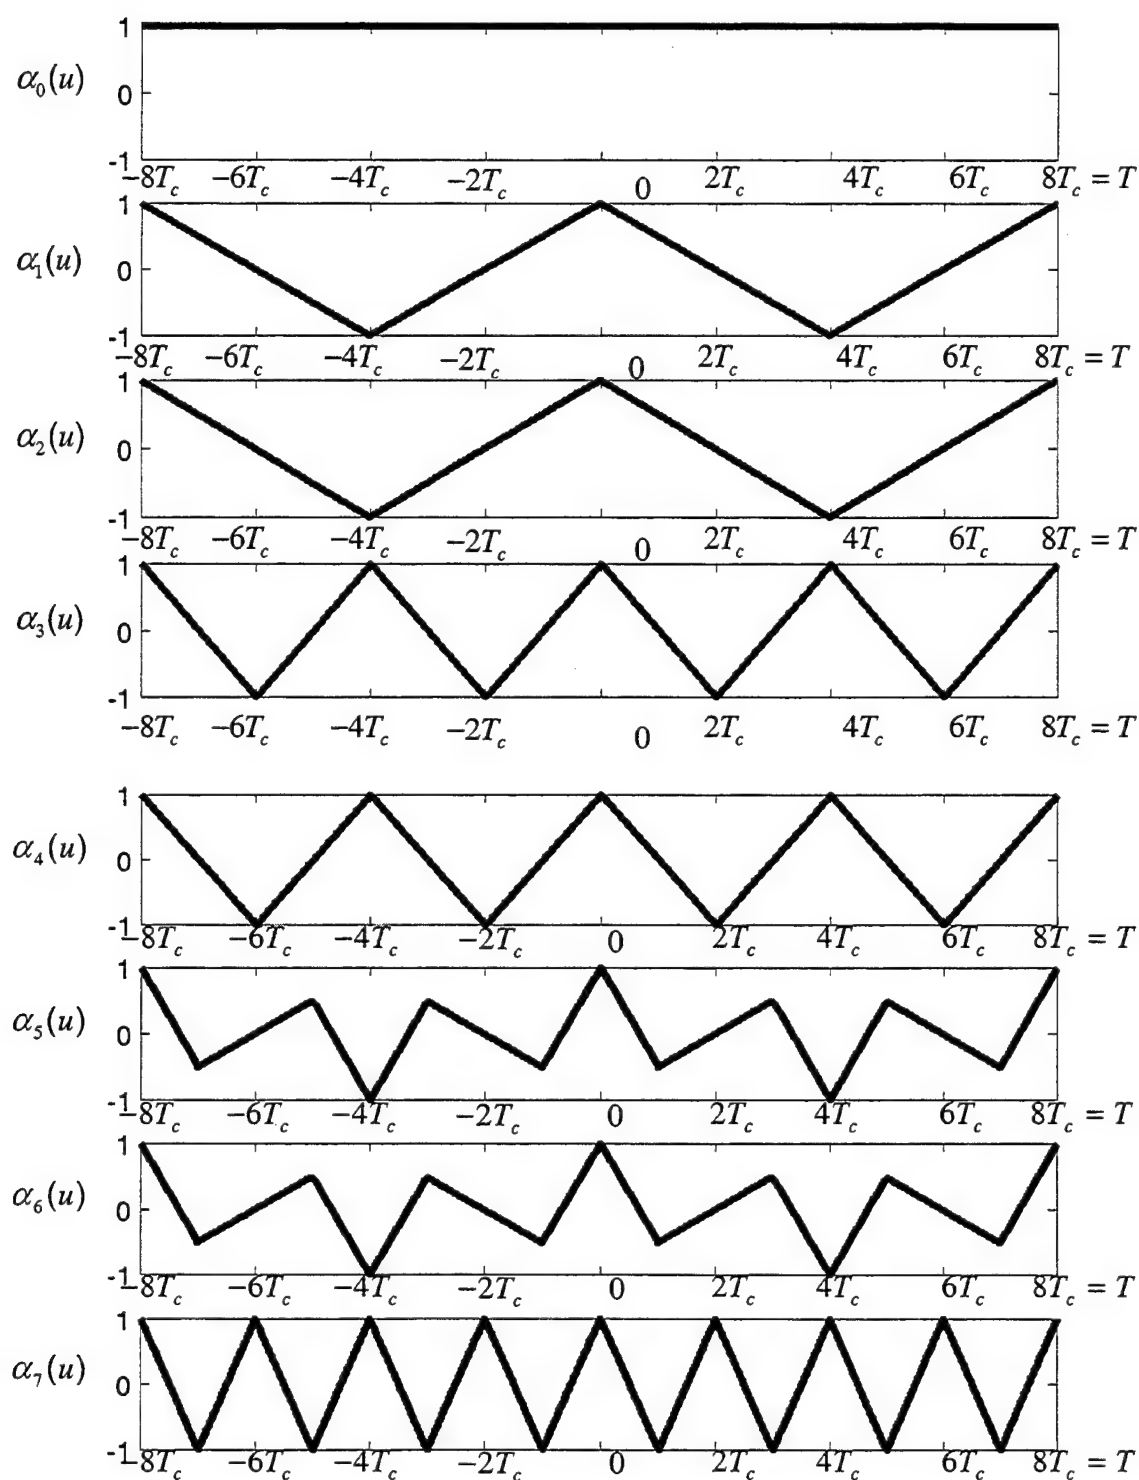 1
α₀(u) 0
-1
−8T_c −6T_c −4T_c −2T_c 0 2T_c 4T_c 6T_c 8T_c = T
1
α₁(u) 0
-1
−8T_c −6T_c −4T_c −2T_c 0 2T_c 4T_c 6T_c 8T_c = T
1
α₂(u) 0
-1
−8T_c −6T_c −4T_c −2T_c 0 2T_c 4T_c 6T_c 8T_c = T
1
α₃(u) 0
-1
−8T_c −6T_c −4T_c −2T_c 0 2T_c 4T_c 6T_c 8T_c = T
1
α₄(u) 0
-1
−8T_c −6T_c −4T_c −2T_c 0 2T_c 4T_c 6T_c 8T_c = T
1
α₅(u) 0
-1
−8T_c −6T_c −4T_c −2T_c 0 2T_c 4T_c 6T_c 8T_c = T
1
α₆(u) 0
-1
−8T_c −6T_c −4T_c −2T_c 0 2T_c 4T_c 6T_c 8T_c = T
1
α₇(u) 0
-1
−8T_c −6T_c −4T_c −2T_c 0 2T_c 4T_c 6T_c 8T_c = T